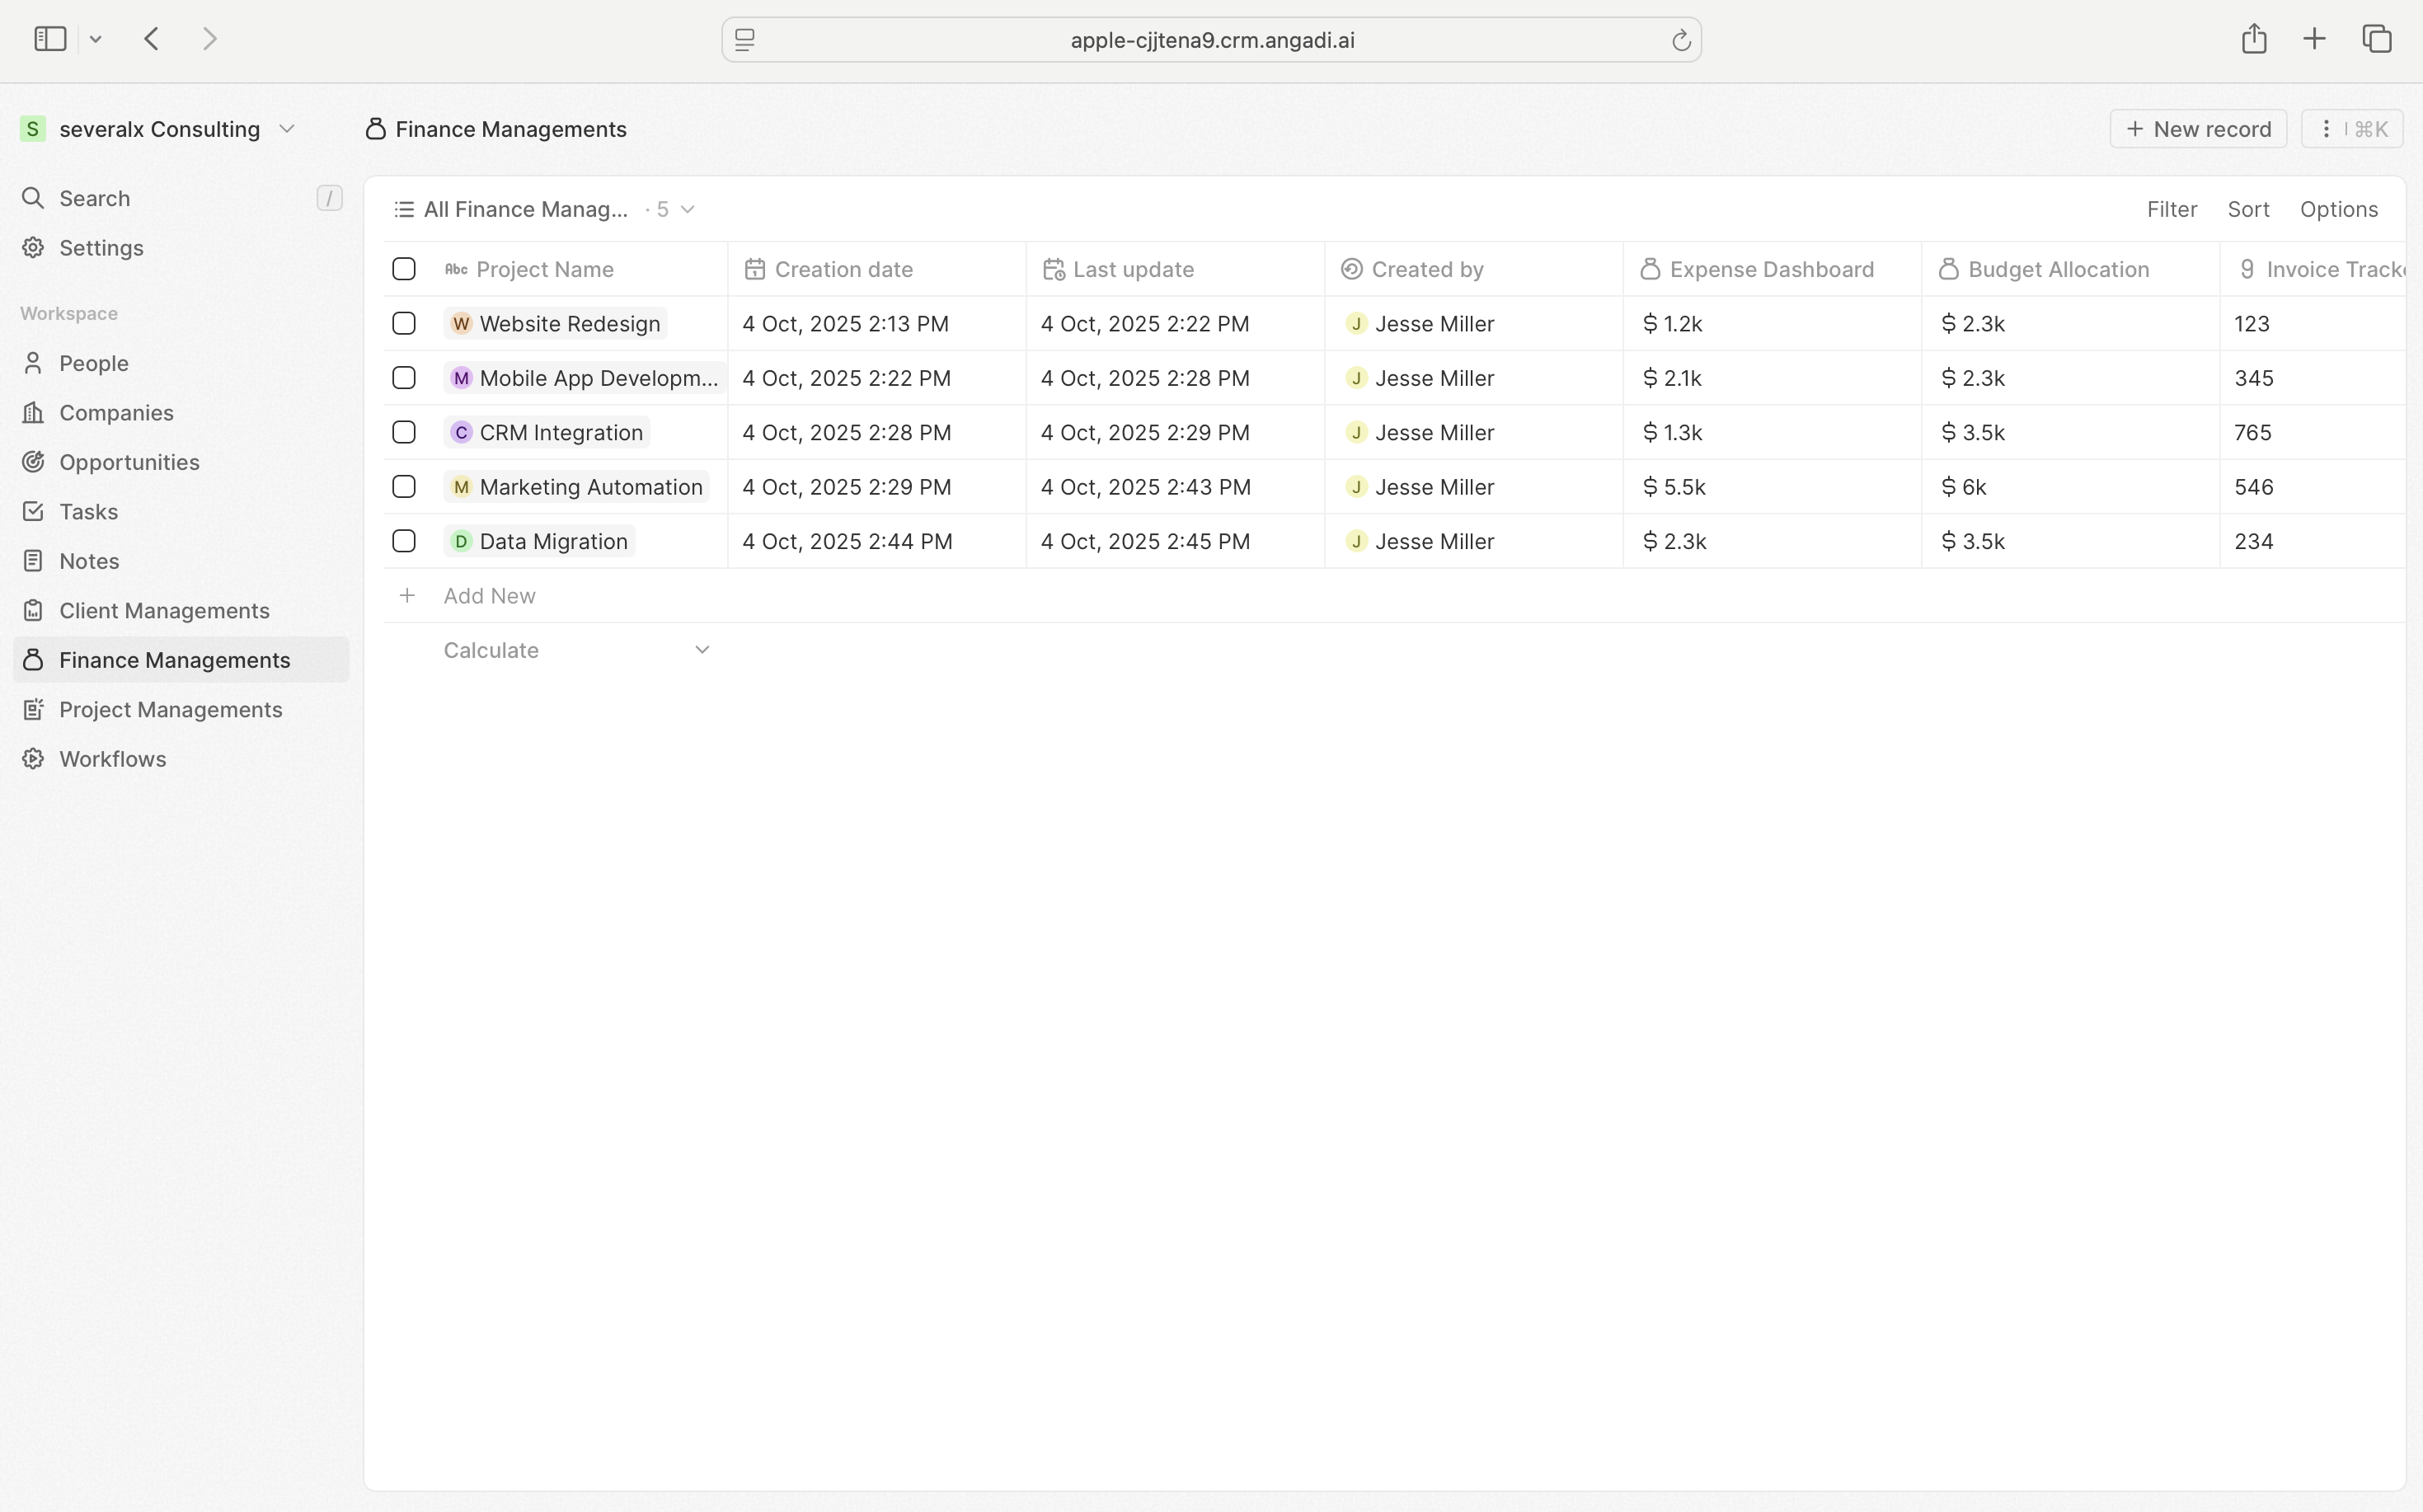 apple-cjjtena9.crm.angadi.ai
S severalx Consulting
Finance Managements
+ New record
⌘K
Search /
Settings
Workspace
People
Companies
Opportunities
Tasks
Notes
Client Managements
Finance Managements
Project Managements
Workflows
All Finance Manag... · 5
Filter Sort Options
Abc Project Name Creation date Last update Created by Expense Dashboard Budget Allocation 9 Invoice Track
W Website Redesign 4 Oct, 2025 2:13 PM 4 Oct, 2025 2:22 PM J Jesse Miller $ 1.2k $ 2.3k 123
M Mobile App Developm... 4 Oct, 2025 2:22 PM 4 Oct, 2025 2:28 PM J Jesse Miller $ 2.1k $ 2.3k 345
C CRM Integration 4 Oct, 2025 2:28 PM 4 Oct, 2025 2:29 PM J Jesse Miller $ 1.3k $ 3.5k 765
M Marketing Automation 4 Oct, 2025 2:29 PM 4 Oct, 2025 2:43 PM J Jesse Miller $ 5.5k $ 6k 546
D Data Migration 4 Oct, 2025 2:44 PM 4 Oct, 2025 2:45 PM J Jesse Miller $ 2.3k $ 3.5k 234
+ Add New
Calculate